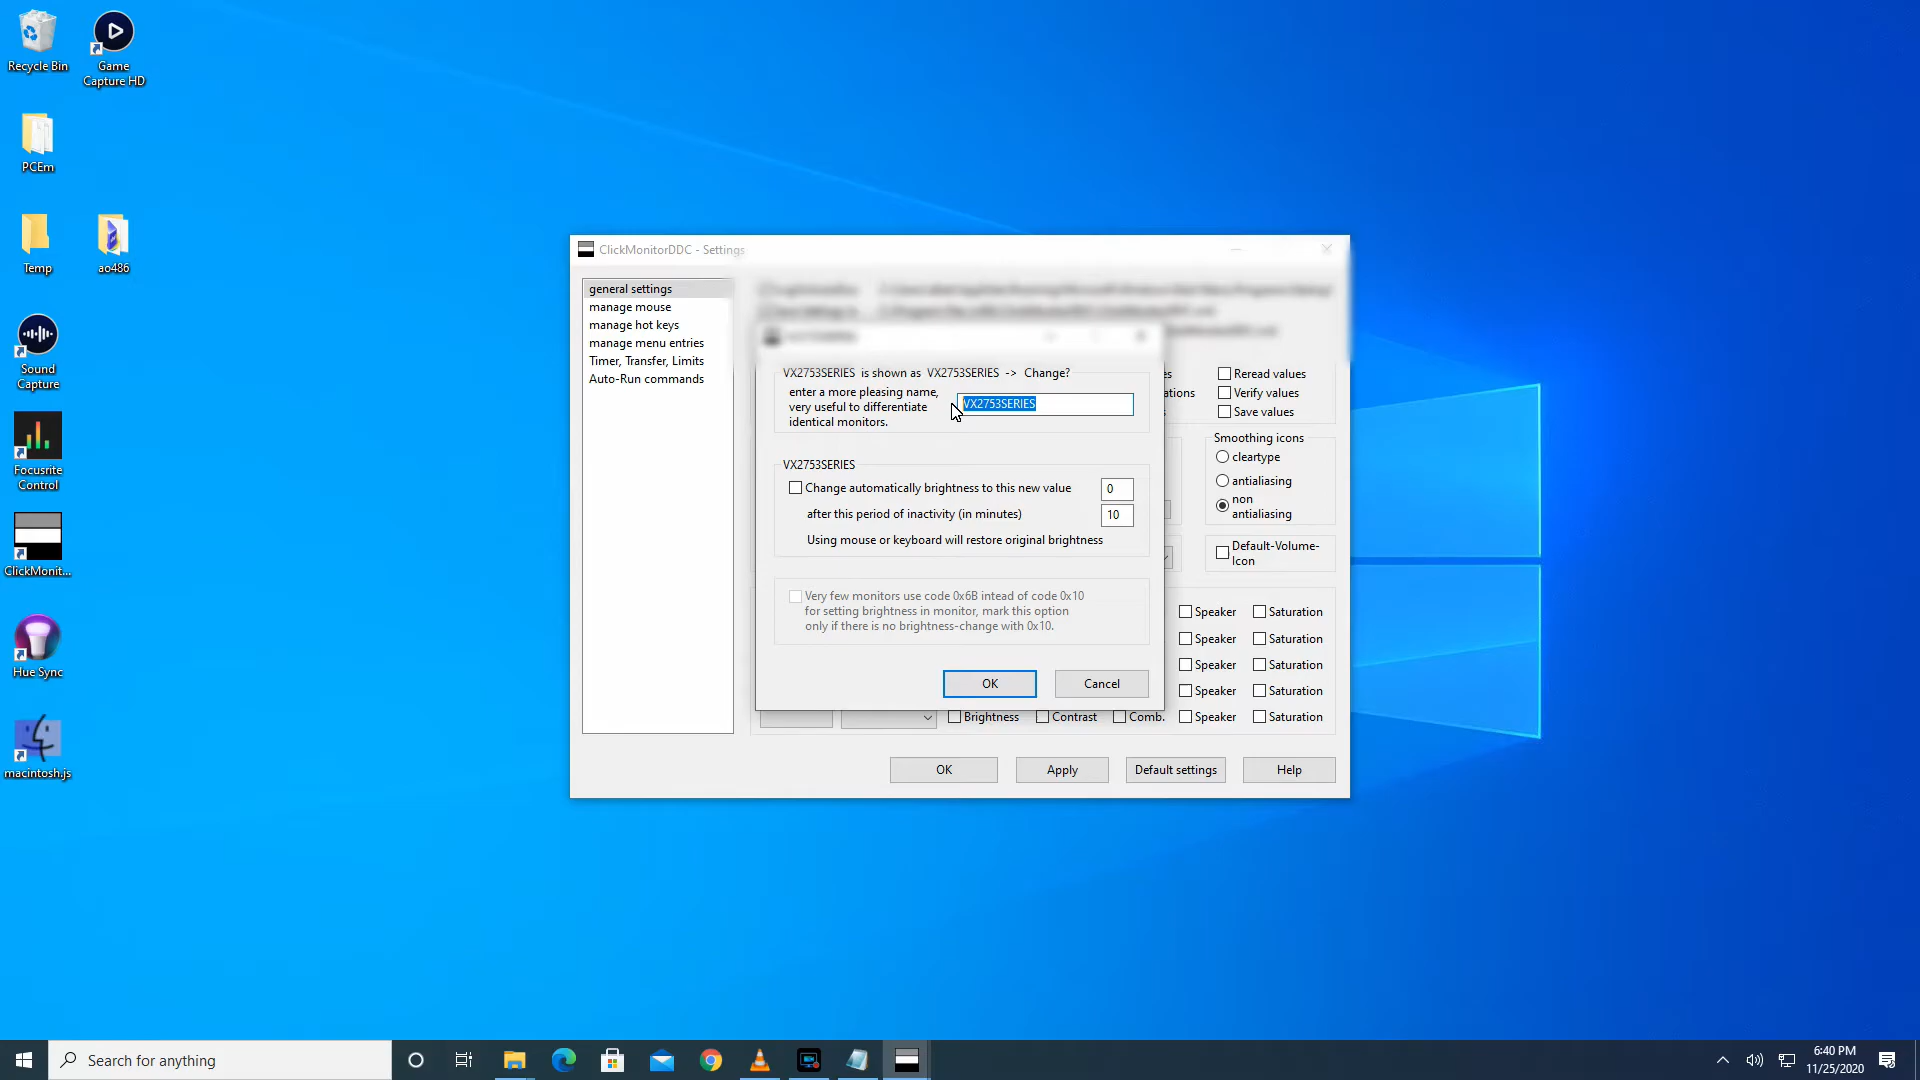 Recycle Bin
Game
Capture HD
PCEm
Temp
ao486
Sound
Capture
Focusrite
Control
ClickMonit...
Hue Sync
macintosh.js
ClickMonitorDDC - Settings
general settings
manage mouse
manage hot keys
manage menu entries
Timer, Transfer, Limits
Auto-Run commands
VX2753SERIES is shown as VX2753SERIES -> Change?
enter a more pleasing name,
very useful to differentiate
identical monitors.
VX2753SERIES
VX2753SERIES
Change automatically brightness to this new value
0
after this period of inactivity (in minutes)
10
Using mouse or keyboard will restore original brightness
Very few monitors use code 0x6B intead of code 0x10
for setting brightness in monitor, mark this option
only if there is no brightness-change with 0x10.
OK
Cancel
Reread values
Verify values
Save values
Smoothing icons
cleartype
antialiasing
non
antialiasing
Default-Volume-
Icon
Speaker Saturation
Speaker Saturation
Speaker Saturation
Speaker Saturation
Brightness Contrast Comb. Speaker Saturation
OK
Apply
Default settings
Help
Search for anything
6:40 PM
11/25/2020